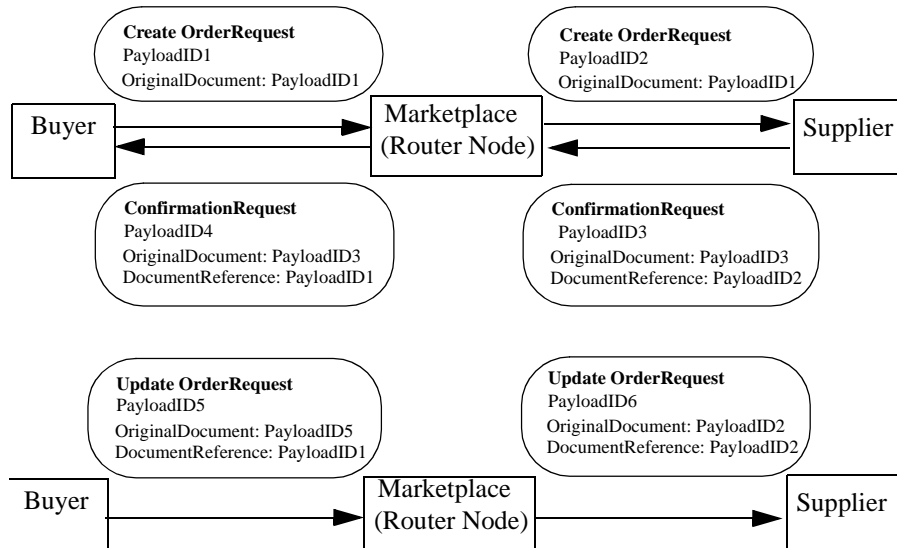 Create OrderRequest
PayloadID1
OriginalDocument: PayloadID1
Create OrderRequest
PayloadID2
OriginalDocument: PayloadID1
Buyer
Marketplace
(Router Node)
Supplier
ConfirmationRequest
PayloadID4
OriginalDocument: PayloadID3
DocumentReference: PayloadID1
ConfirmationRequest
PayloadID3
OriginalDocument: PayloadID3
DocumentReference: PayloadID2
Update OrderRequest
PayloadID5
OriginalDocument: PayloadID5
DocumentReference: PayloadID1
Update OrderRequest
PayloadID6
OriginalDocument: PayloadID2
DocumentReference: PayloadID2
Buyer
Marketplace
(Router Node)
Supplier